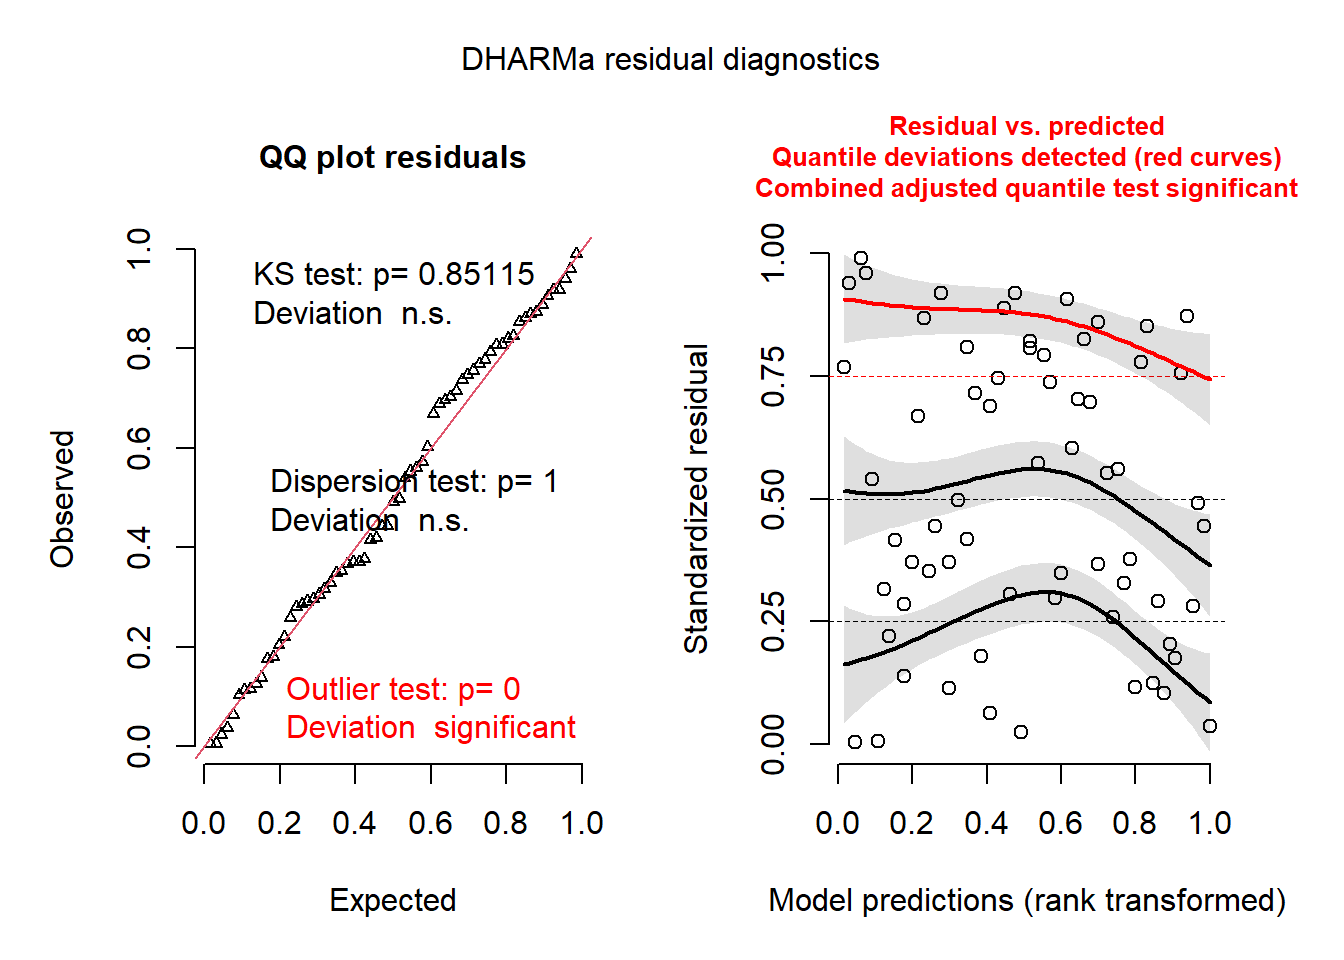 DHARMa residual diagnostics
QQ plot residuals
KS test: p= 0.85115
Deviation  n.s.
Dispersion test: p= 1
Deviation  n.s.
Outlier test: p= 0
Deviation  significant
Observed
0.0 0.2 0.4 0.6 0.8 1.0
0.0 0.2 0.4 0.6 0.8 1.0
Expected
Residual vs. predicted
Quantile deviations detected (red curves)
Combined adjusted quantile test significant
Standardized residual
0.00 0.25 0.50 0.75 1.00
0.0 0.2 0.4 0.6 0.8 1.0
Model predictions (rank transformed)